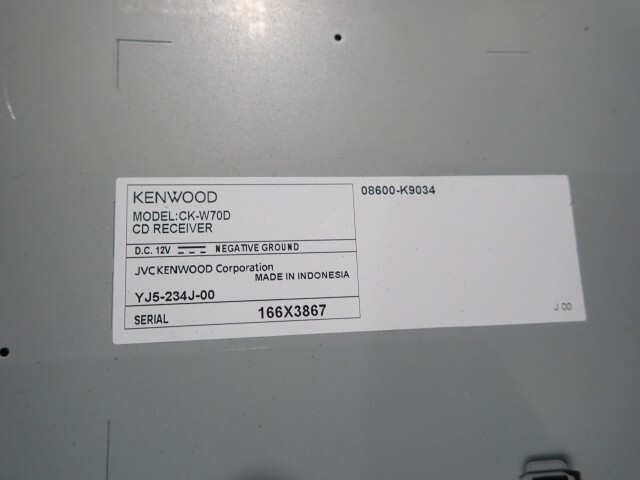 KENWOOD
MODEL:CK-W70D
CD RECEIVER
D.C. 12V NEGATIVE GROUND
JVCKENWOOD Corporation
MADE IN INDONESIA
YJ5-234J-00
SERIAL 166X3867
08600-K9034
J 00